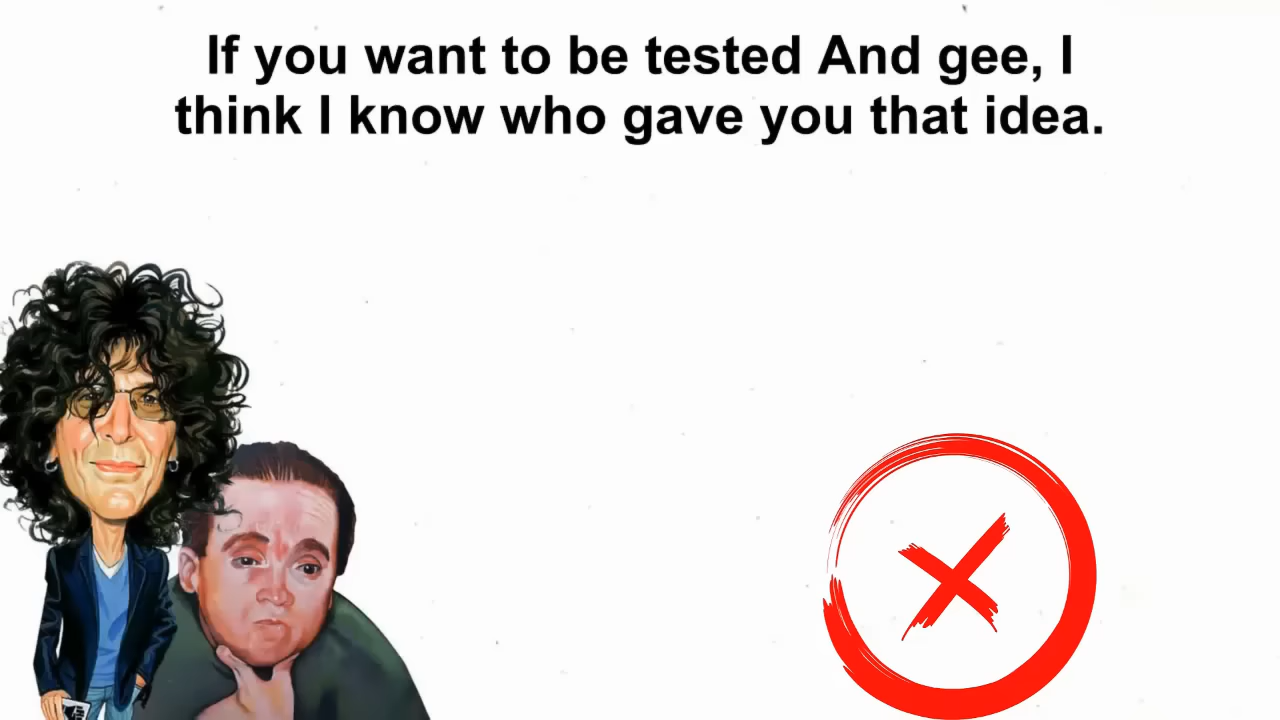 If you want to be tested And gee, I
think I know who gave you that idea.